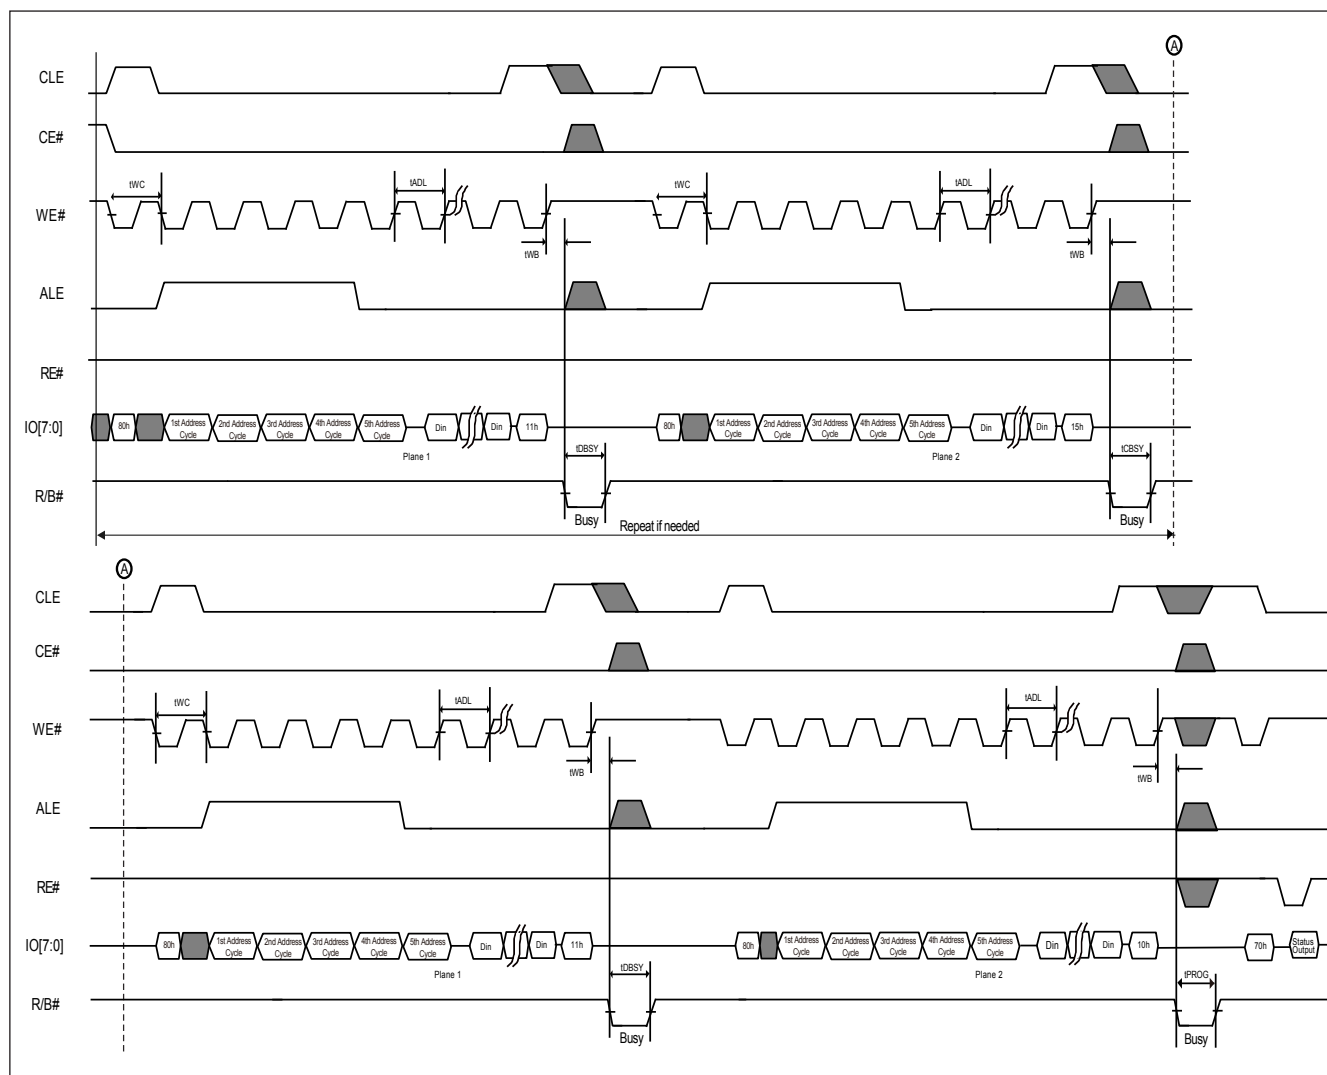 A
CLE
CE#
tWC
tADL
tWC
tADL
WE#
tWB
tWB
ALE
RE#
IO[7:0]
80h
1st Address Cycle
2nd Address Cycle
3rd Address Cycle
4th Address Cycle
5th Address Cycle
Din
Din
11h
80h
1st Address Cycle
2nd Address Cycle
3rd Address Cycle
4th Address Cycle
5th Address Cycle
Din
Din
15h
Plane 1
Plane 2
tDBSY
tCBSY
R/B#
Busy
Busy
Repeat if needed
A
CLE
CE#
tWC
tADL
tADL
WE#
tWB
tWB
ALE
RE#
IO[7:0]
80h
1st Address Cycle
2nd Address Cycle
3rd Address Cycle
4th Address Cycle
5th Address Cycle
Din
Din
11h
80h
1st Address Cycle
2nd Address Cycle
3rd Address Cycle
4th Address Cycle
5th Address Cycle
Din
Din
10h
70h
Status Output
Plane 1
Plane 2
tDBSY
tPROG
R/B#
Busy
Busy